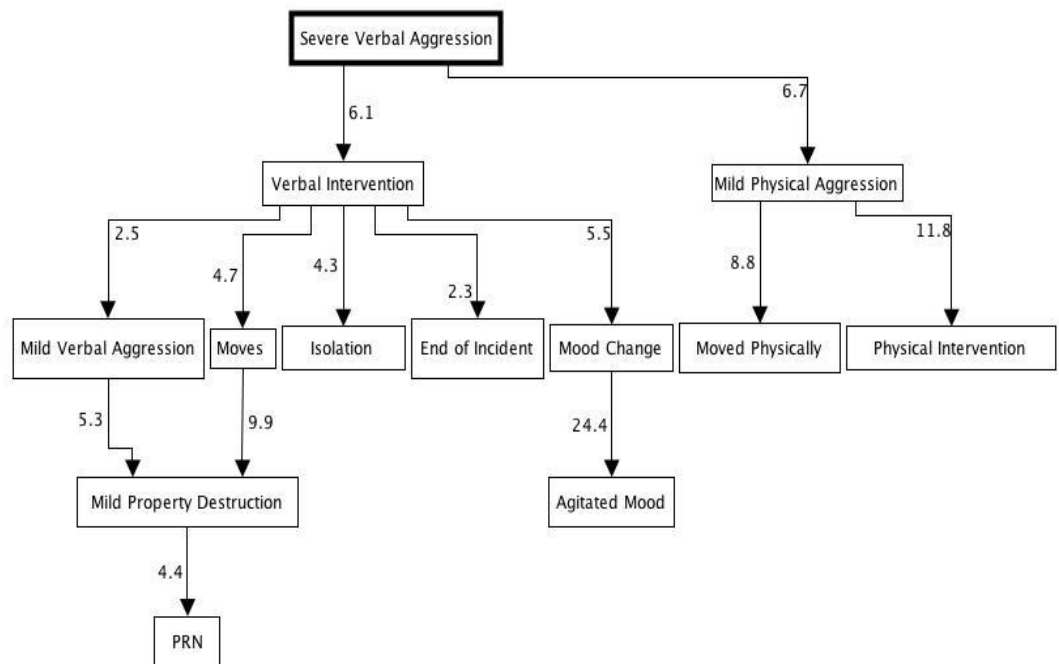 Severe Verbal Aggression
6.1
6.7
Verbal Intervention
Mild Physical Aggression
2.5
4.7
4.3
2.3
5.5
8.8
11.8
Mild Verbal Aggression
Moves
Isolation
End of Incident
Mood Change
Moved Physically
Physical Intervention
5.3
9.9
24.4
Mild Property Destruction
Agitated Mood
4.4
PRN